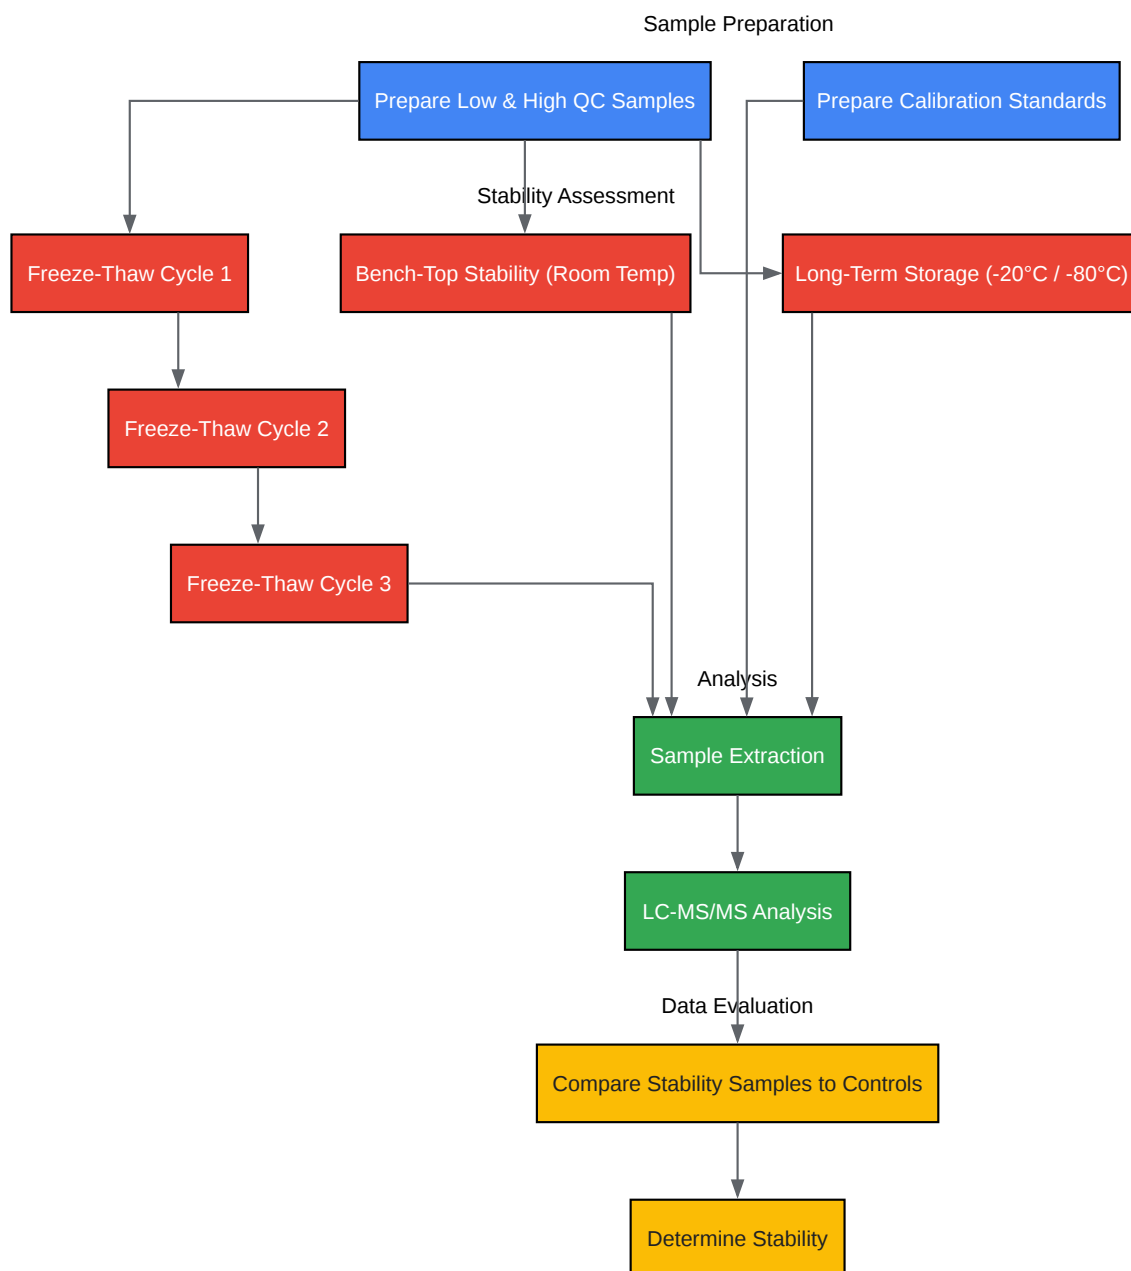 Sample Preparation
Prepare Low & High QC Samples
Prepare Calibration Standards
Stability Assessment
Freeze-Thaw Cycle 1
Bench-Top Stability (Room Temp)
Long-Term Storage (-20°C / -80°C)
Freeze-Thaw Cycle 2
Freeze-Thaw Cycle 3
Analysis
Sample Extraction
LC-MS/MS Analysis
Data Evaluation
Compare Stability Samples to Controls
Determine Stability